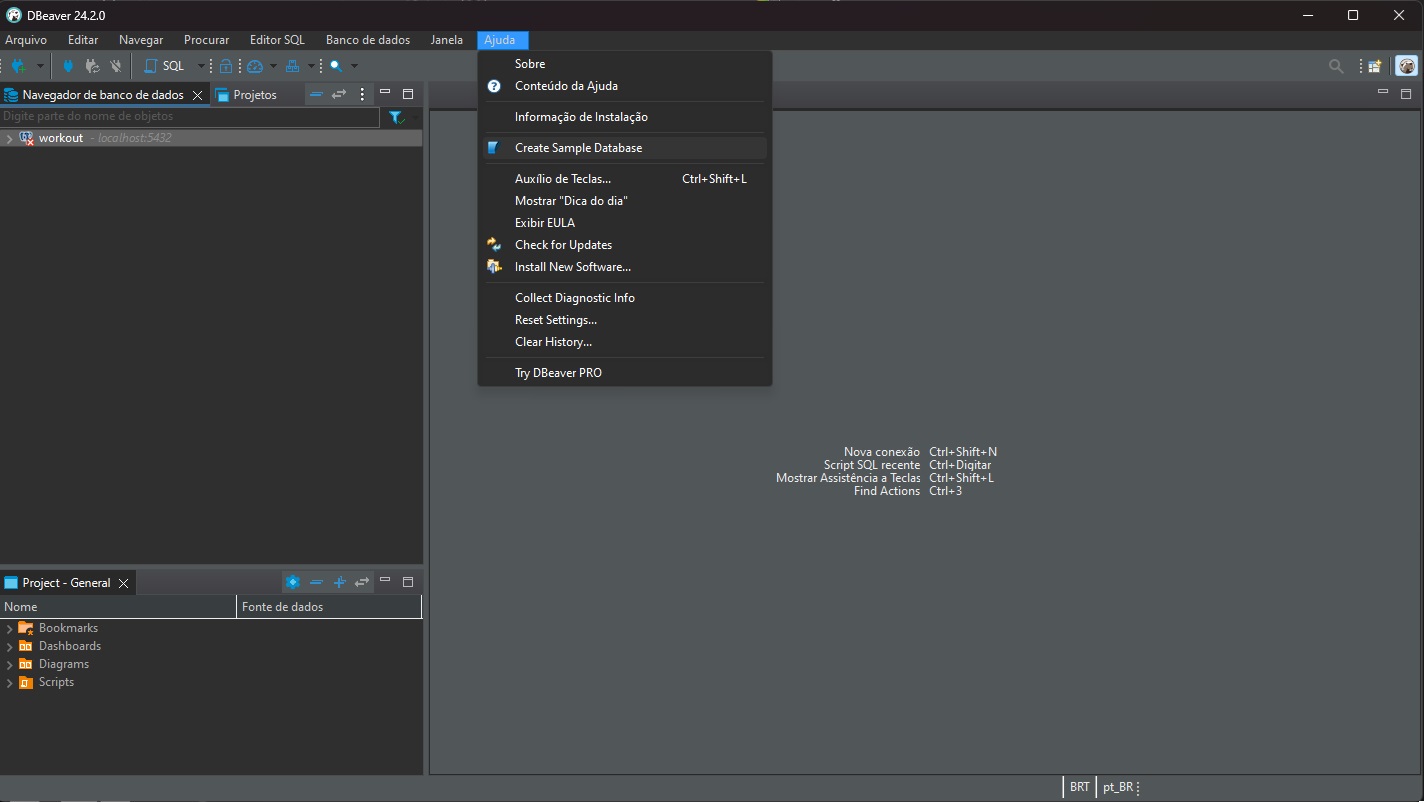 DBeaver 24.2.0
Arquivo Editar Navegar Procurar Editor SQL Banco de dados Janela Ajuda
SQL
Navegador de banco de dados Projetos
Digite parte do nome de objetos
workout - localhost:5432
Sobre
Conteúdo da Ajuda
Informação de Instalação
Create Sample Database
Auxílio de Teclas... Ctrl+Shift+L
Mostrar "Dica do dia"
Exibir EULA
Check for Updates
Install New Software...
Collect Diagnostic Info
Reset Settings...
Clear History...
Try DBeaver PRO
Nova conexão Ctrl+Shift+N
Script SQL recente Ctrl+Digitar
Mostrar Assistência a Teclas Ctrl+Shift+L
Find Actions Ctrl+3
Project - General
Nome Fonte de dados
Bookmarks
Dashboards
Diagrams
Scripts
BRT pt_BR